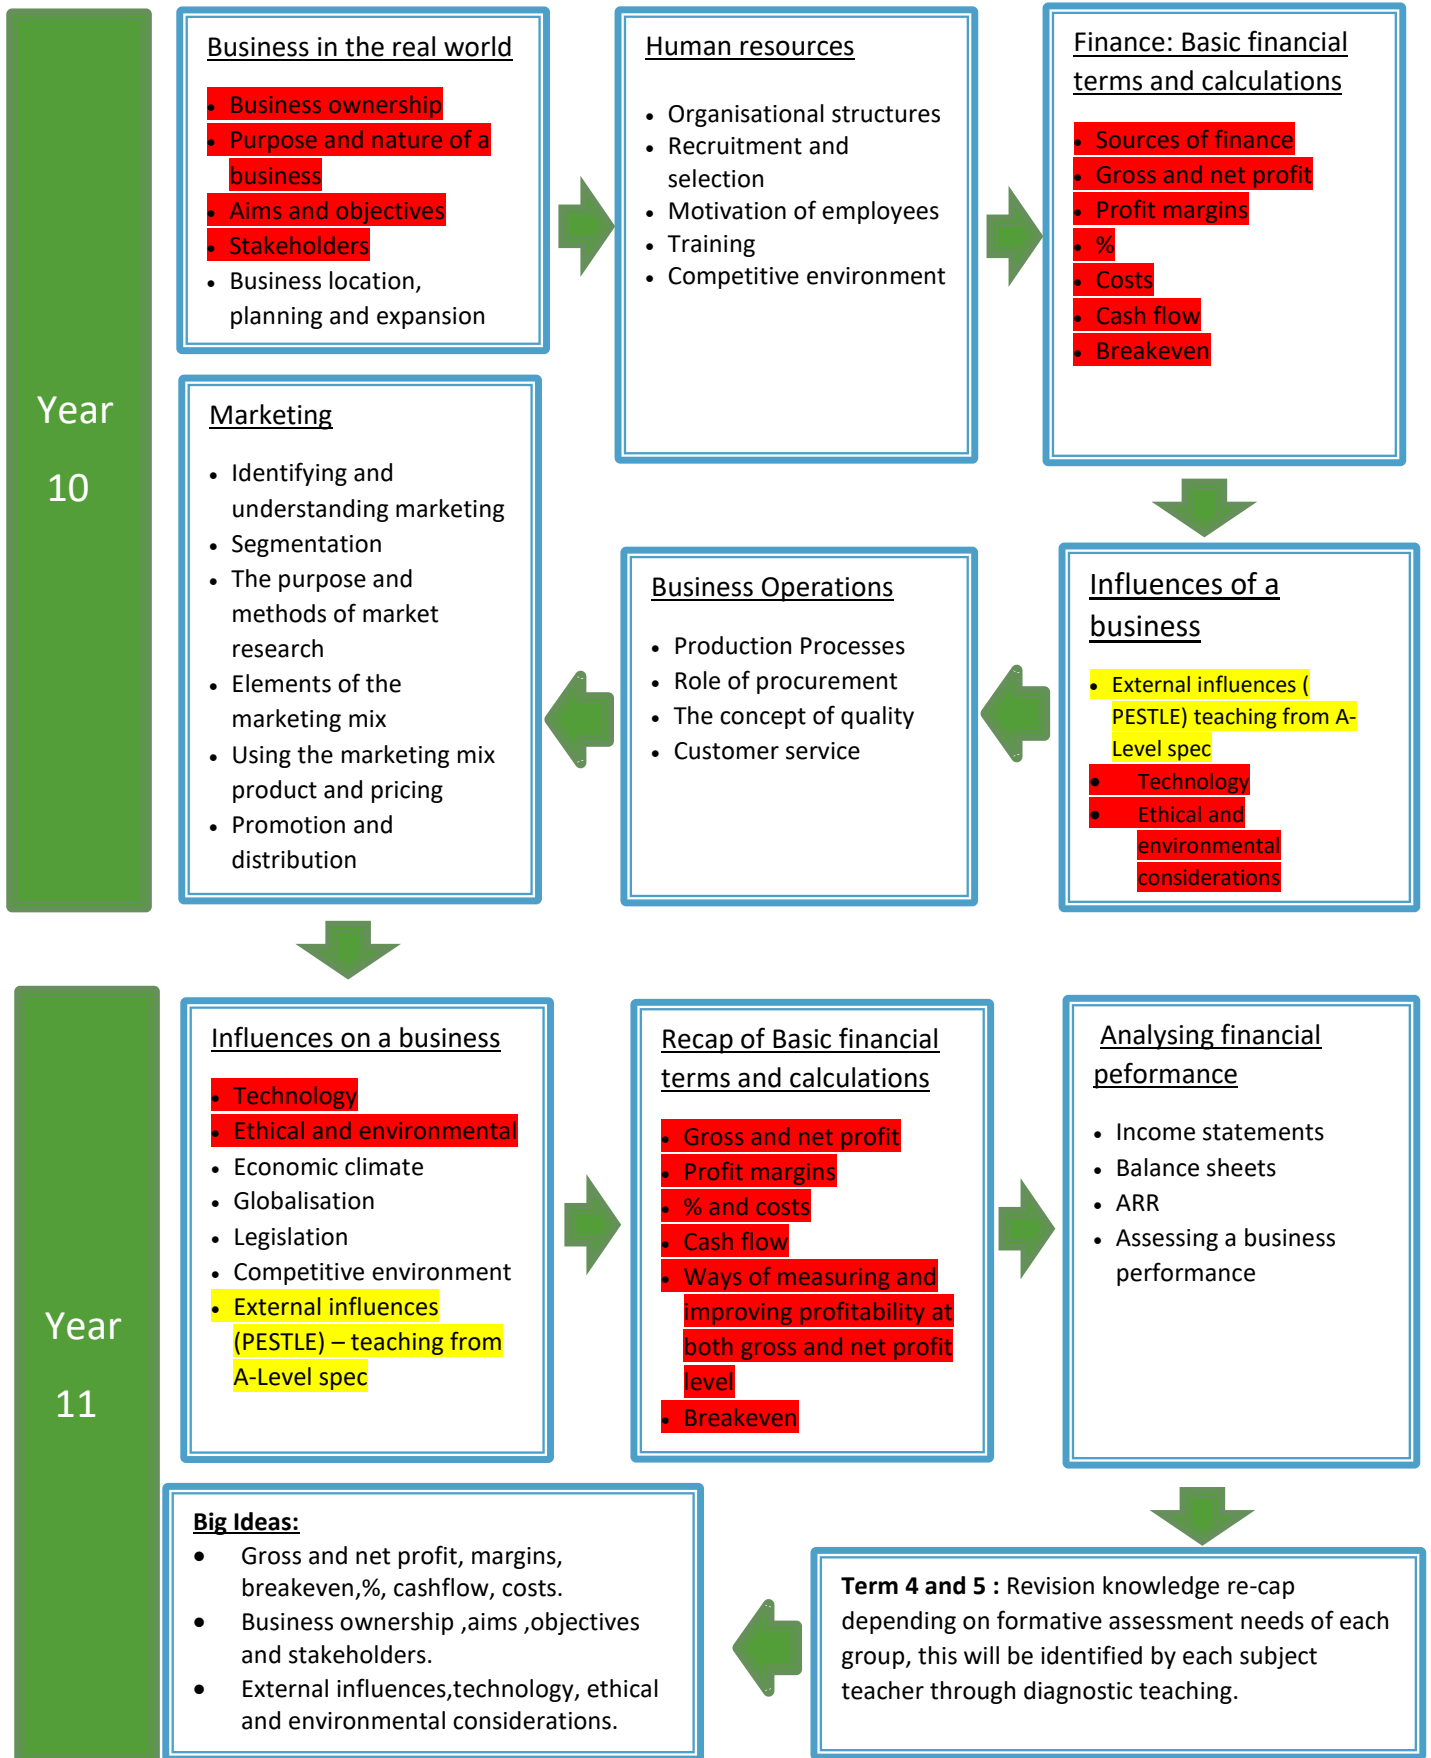 Year
10
Business in the real world
• Business ownership
• Purpose and nature of a
business
• Aims and objectives
• Stakeholders
• Business location,
planning and expansion
Human resources
• Organisational structures
• Recruitment and
selection
• Motivation of employees
• Training
• Competitive environment
Finance: Basic financial
terms and calculations
• Sources of finance
• Gross and net profit
• Profit margins
• %
• Costs
• Cash flow
• Breakeven
Influences of a
business
• External influences (
PESTLE) teaching from A-
Level spec
• Technology
• Ethical and
environmental
considerations
Business Operations
• Production Processes
• Role of procurement
• The concept of quality
• Customer service
Marketing
• Identifying and
understanding marketing
• Segmentation
• The purpose and
methods of market
research
• Elements of the
marketing mix
• Using the marketing mix
product and pricing
• Promotion and
distribution
Year
11
Influences on a business
• Technology
• Ethical and environmental
• Economic climate
• Globalisation
• Legislation
• Competitive environment
• External influences
(PESTLE) – teaching from
A-Level spec
Recap of Basic financial
terms and calculations
• Gross and net profit
• Profit margins
• % and costs
• Cash flow
• Ways of measuring and
improving profitability at
both gross and net profit
level
• Breakeven
Analysing financial
peformance
• Income statements
• Balance sheets
• ARR
• Assessing a business
performance
Term 4 and 5 : Revision knowledge re-cap
depending on formative assessment needs of each
group, this will be identified by each subject
teacher through diagnostic teaching.
Big Ideas:
• Gross and net profit, margins,
breakeven,%, cashflow, costs.
• Business ownership ,aims ,objectives
and stakeholders.
• External influences,technology, ethical
and environmental considerations.